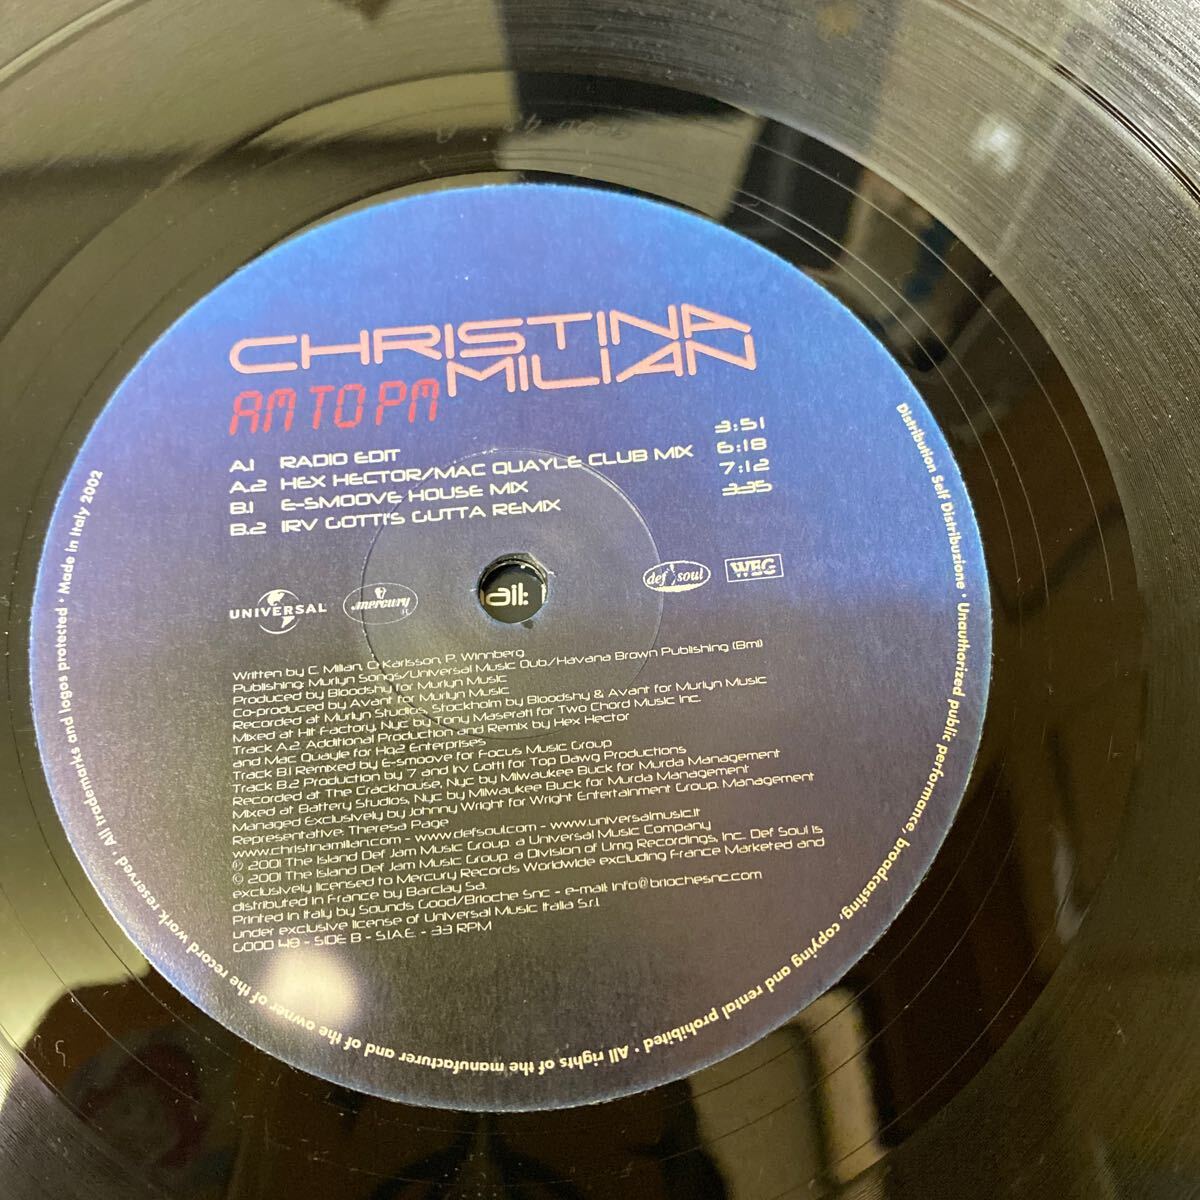 CHRISTINA
MILIAN
AM TO PM
A.1 RADIO EDIT 3:51
A.2 HEX HECTOR/MAC QUAYLE CLUB MIX 6:18
B.1 E-SMOOVE HOUSE MIX 7:12
B.2 IRV GOTTI'S GUTTA REMIX 3:35
UNIVERSAL
mercury
def soul
WEG
ail:
Written by C. Milian, D. Karlsson, P. Winnberg
Publishing: Murlyn Songs/Universal Music Dub/Havana Brown Publishing (Bmi)
Produced by Bloodshy for Murlyn Music
Co-produced by Avant for Murlyn Music
Recorded at Murlyn Studios, Stockholm by Bloodshy & Avant for Murlyn Music
Mixed at Hit Factory, Nyc by Tony Maserati for Two Chord Music Inc.
Track A.2 Additional Production and Remix by Hex Hector
and Mac Quayle for Hq2 Enterprises
Track B.1 Remixed by E-smoove for Focus Music Group
Track B.2 Production by 7 and Irv Gotti for Top Dawg Productions
Recorded at The Crackhouse, Nyc by Milwaukee Buck for Murda Management
Mixed at Battery Studios, Nyc by Milwaukee Buck for Murda Management
Managed Exclusively by Johnny Wright for Wright Entertainment Group. Management
Representative: Theresa Page
www.christinamilian.com - www.defsoul.com - www.universalmusic.it
℗ 2001 The Island Def Jam Music Group, a Universal Music Company
© 2001 The Island Def Jam Music Group, a Division of Umg Recordings, Inc. Def Soul is
exclusively licensed to Mercury Records Worldwide excluding France Marketed and
distributed in France by Barclay Sa.
Printed in Italy by Sounds Good/Brioche Snc - e-mail: info@briochesnc.com
under exclusive license of Universal Music Italia S.r.l.
GOOD 48 - SIDE B - S.I.A.E. - 33 RPM
Distribution Self Distribuzione • Unauthorized public performance, broadcasting, copying and rental prohibited • All rights of the manufacturer and of the owner of the record work reserved • All trademarks and logos protected • Made in Italy 2002